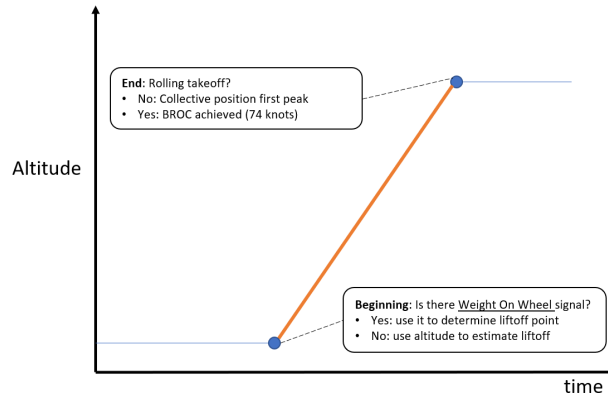 End: Rolling takeoff?
• No: Collective position first peak
• Yes: BROC achieved (74 knots)
Altitude
Beginning: Is there Weight On Wheel signal?
• Yes: use it to determine liftoff point
• No: use altitude to estimate liftoff
time